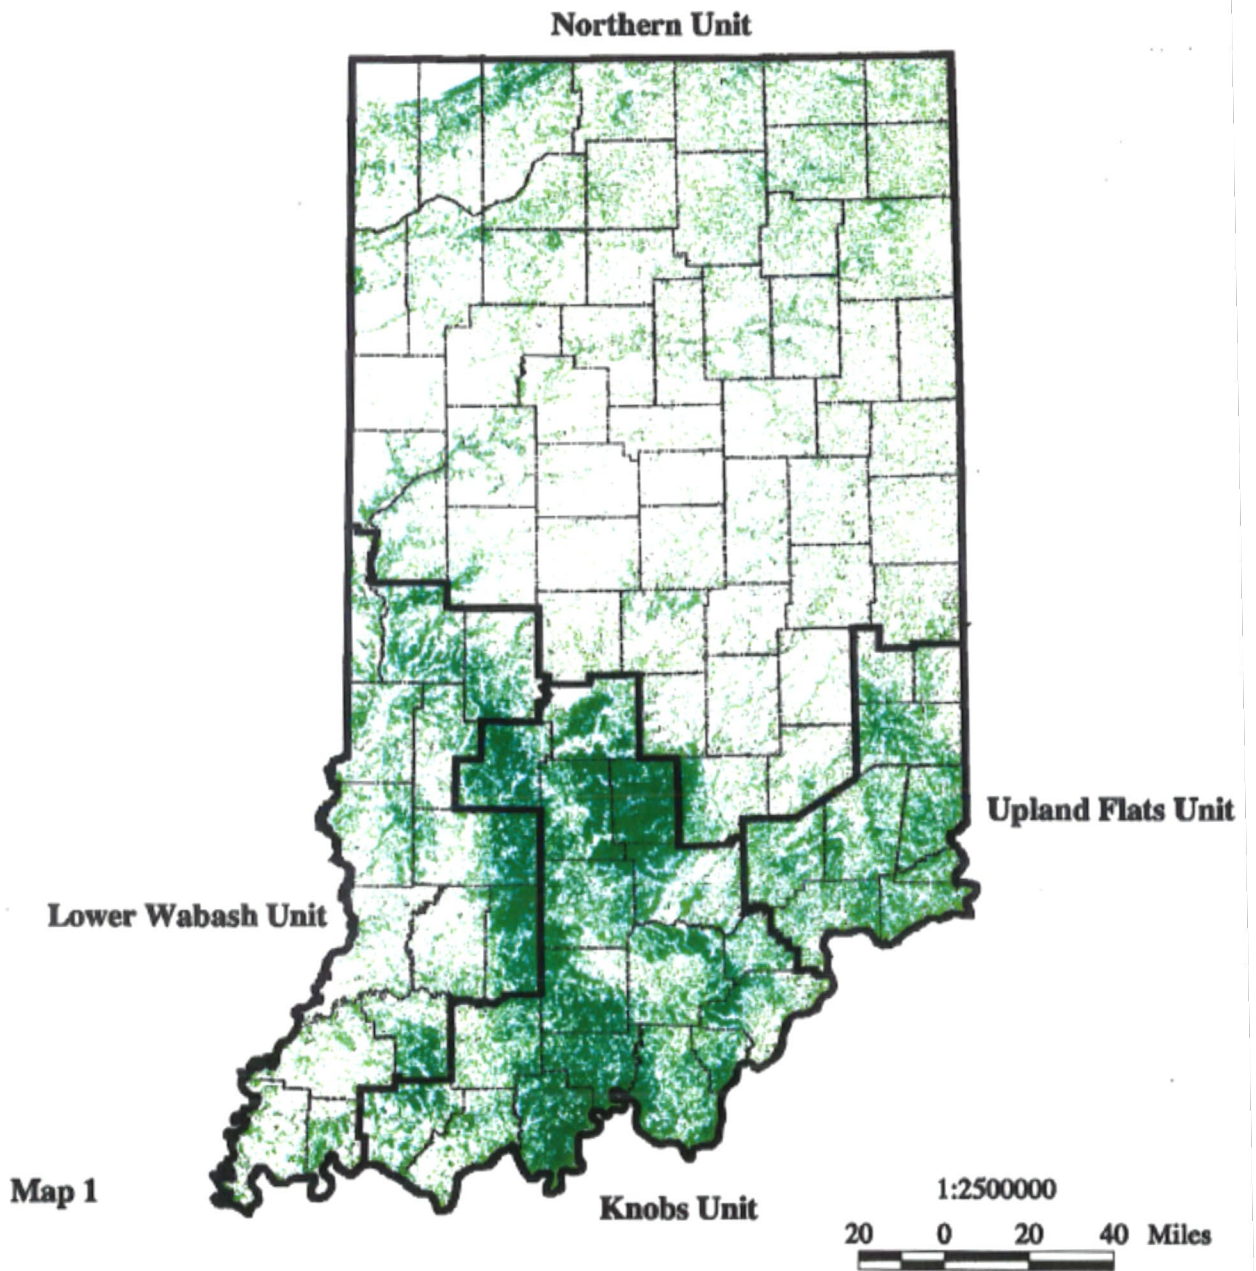 Northern Unit
Upland Flats Unit
Lower Wabash Unit
Map 1
Knobs Unit
1:2500000
20 0 20 40 Miles